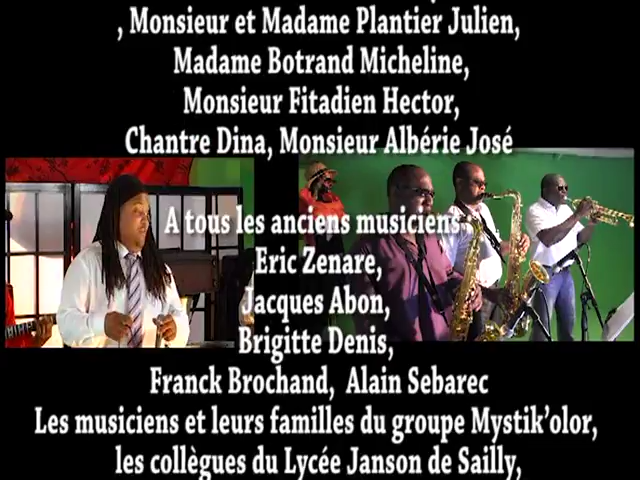 , Monsieur et Madame Plantier Julien,
Madame Botrand Micheline,
Monsieur Fitadien Hector,
Chantre Dina, Monsieur Albérie José
A tous les anciens musiciens
Eric Zenare,
Jacques Abon,
Brigitte Denis,
Franck Brochand, Alain Sebarec
Les musiciens et leurs familles du groupe Mystik’olor,
les collègues du Lycée Janson de Sailly,